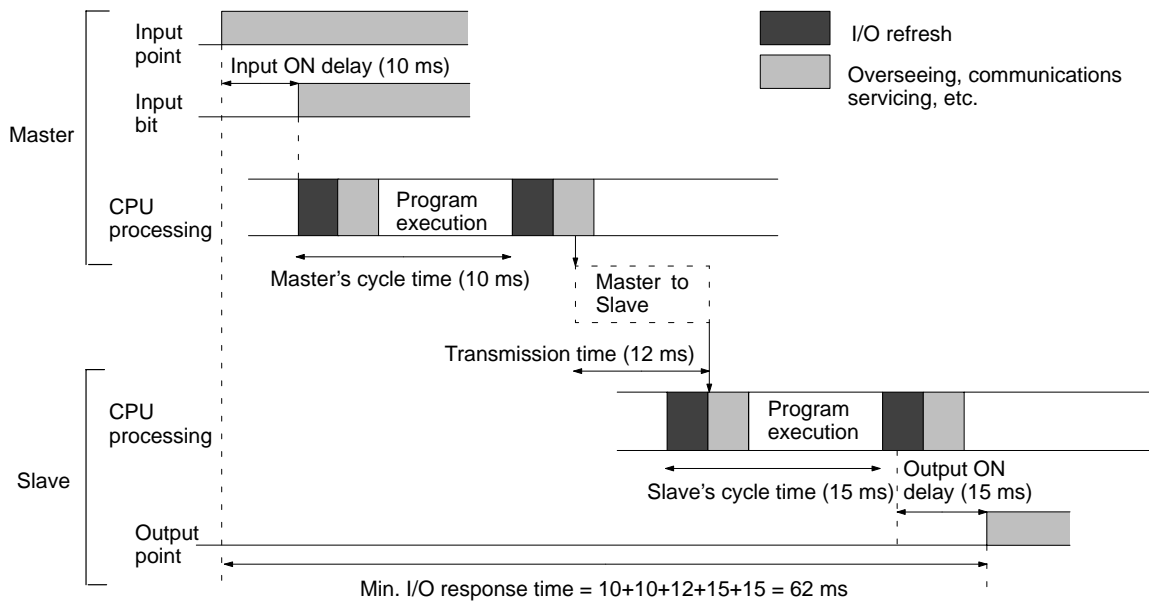 Input
point
I/O refresh
Input ON delay (10 ms)
Overseeing, communications
servicing, etc.
Input
bit
Master
CPU
processing
Program
execution
Master's cycle time (10 ms)
Master to
Slave
Transmission time (12 ms)
CPU
processing
Program
execution
Slave
Slave's cycle time (15 ms)
Output ON
delay (15 ms)
Output
point
Min. I/O response time = 10+10+12+15+15 = 62 ms